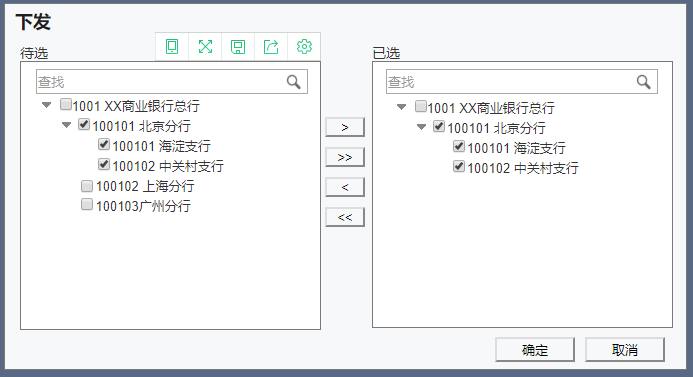 下发
待选
查找
1001 XX商业银行总行
100101 北京分行
100101 海淀支行
100102 中关村支行
100102 上海分行
100103广州分行
>
>>
<
<<
已选
查找
1001 XX商业银行总行
100101 北京分行
100101 海淀支行
100102 中关村支行
确定
取消